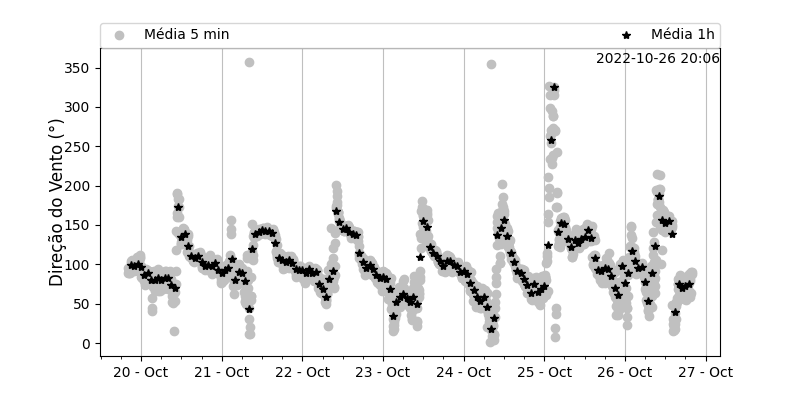 Média 5 min
Média 1h
2022-10-26 20:06
Direção do Vento (°)
350
300
250
200
150
100
50
0
20 - Oct
21 - Oct
22 - Oct
23 - Oct
24 - Oct
25 - Oct
26 - Oct
27 - Oct